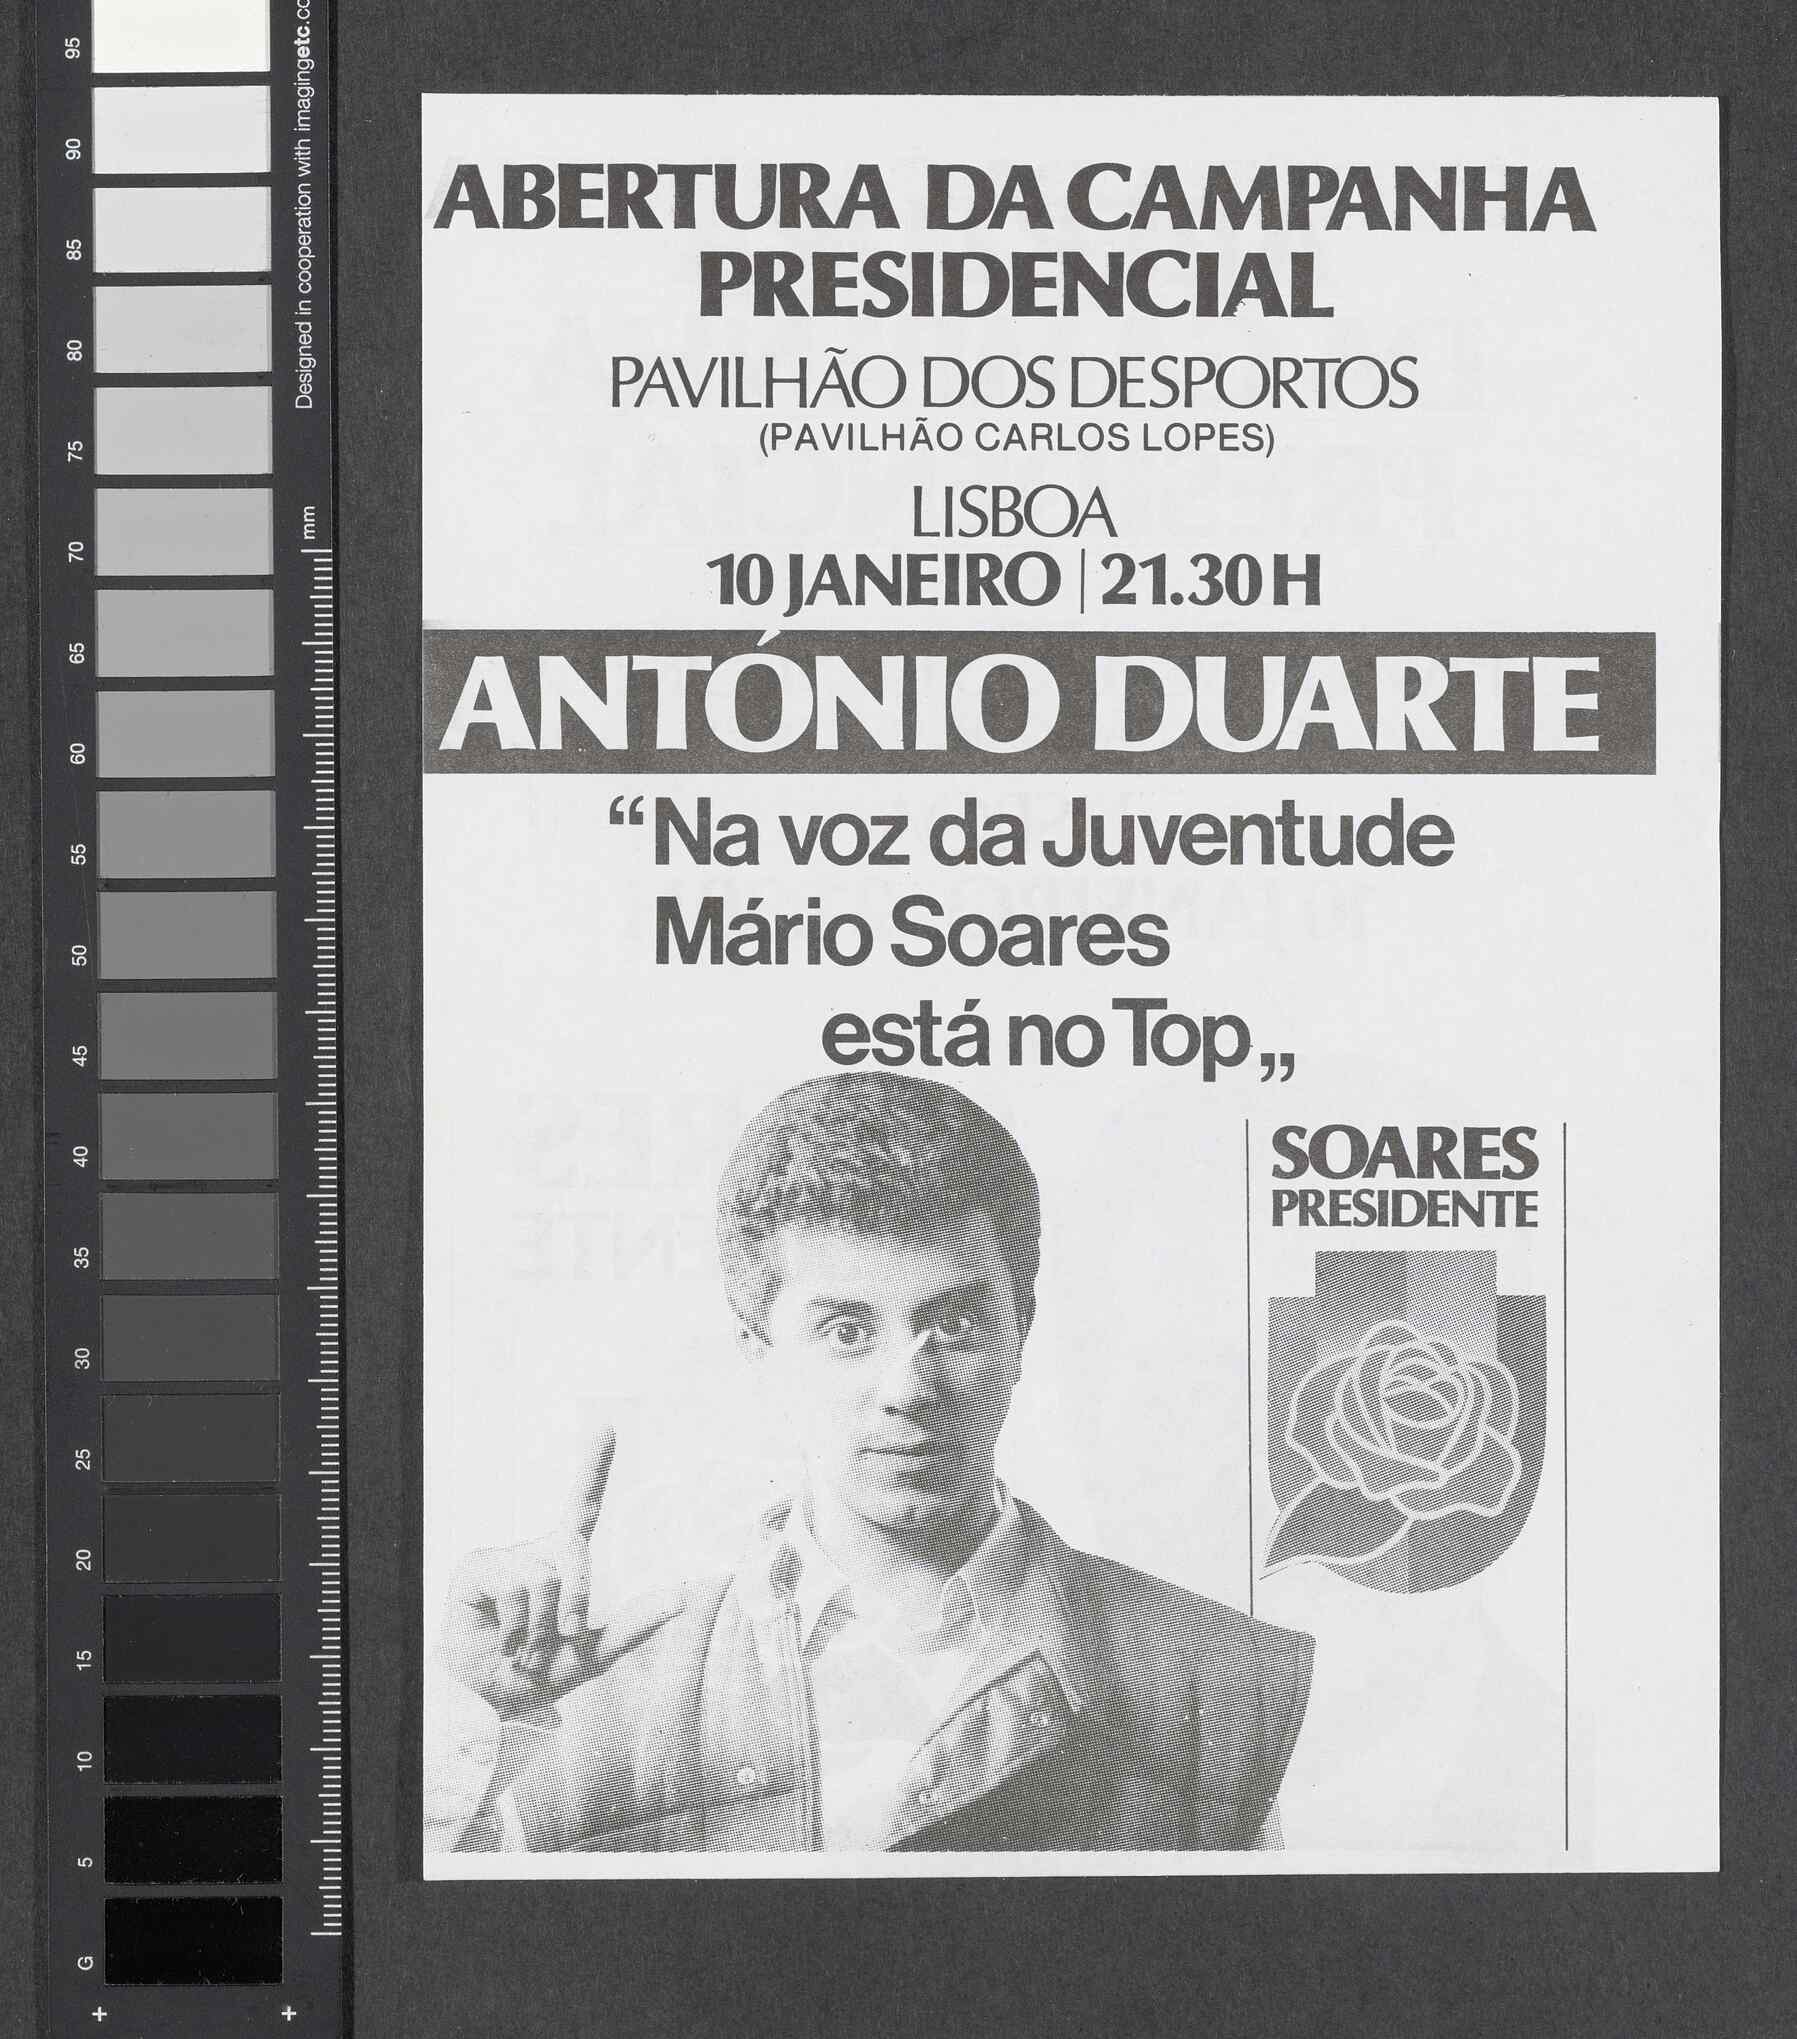 ABERTURA DA CAMPANHA
PRESIDENCIAL
PAVILHÃO DOS DESPORTOS
(PAVILHÃO CARLOS LOPES)
LISBOA
10 JANEIRO | 21.30 H
ANTÓNIO DUARTE
“Na voz da Juventude
Mário Soares
está no Top„
SOARES
PRESIDENTE
Designed in cooperation with imagingetc.co
mm
95
90
85
80
75
70
65
60
55
50
45
40
35
30
25
20
15
10
5
G